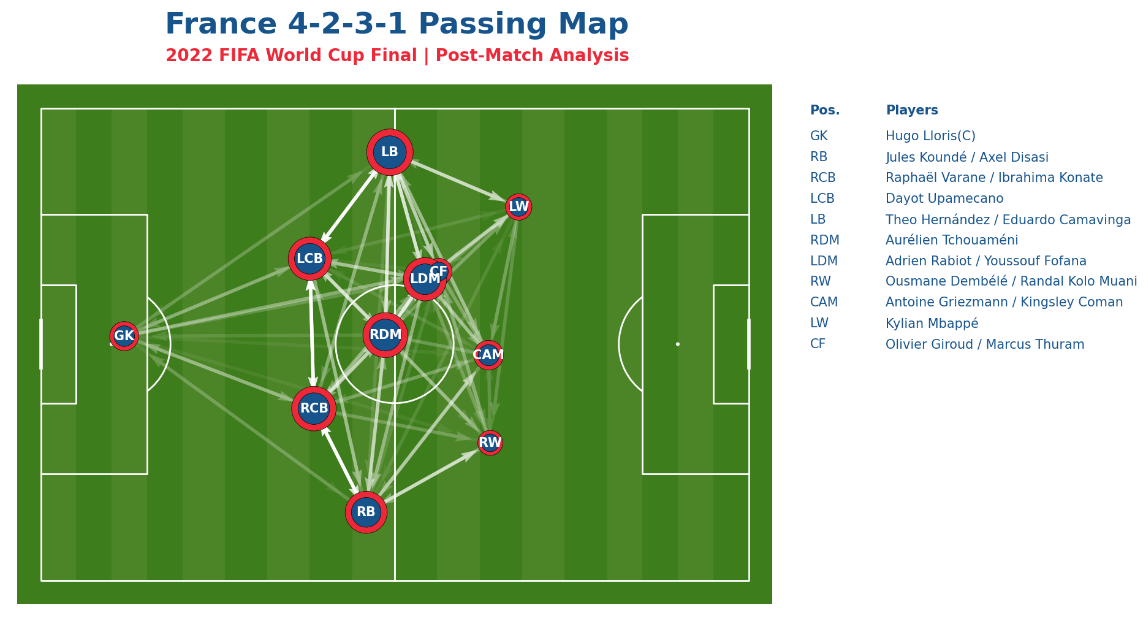 France 4-2-3-1 Passing Map
2022 FIFA World Cup Final | Post-Match Analysis
Pos. Players
GK Hugo Lloris(C)
RB Jules Koundé / Axel Disasi
RCB Raphaël Varane / Ibrahima Konate
LCB Dayot Upamecano
LB Theo Hernández / Eduardo Camavinga
RDM Aurélien Tchouaméni
LDM Adrien Rabiot / Youssouf Fofana
RW Ousmane Dembélé / Randal Kolo Muani
CAM Antoine Griezmann / Kingsley Coman
LW Kylian Mbappé
CF Olivier Giroud / Marcus Thuram
LB
LW
LCB
CF
LDM
GK
RDM
CAM
RCB
RW
RB